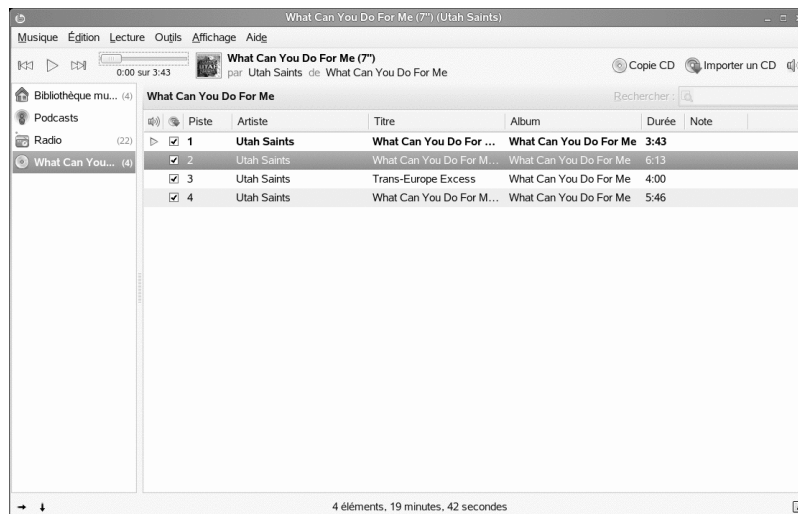 What Can You Do For Me (7") (Utah Saints)
Musique Édition Lecture Outils Affichage Aide
What Can You Do For Me (7")
0:00 sur 3:43
par Utah Saints de What Can You Do For Me
Copie CD Importer un CD
Bibliothèque mu... (4)
Podcasts
Radio (22)
What Can You... (4)
What Can You Do For Me
Rechercher :
Piste Artiste Titre Album Durée Note
1 Utah Saints What Can You Do For ... What Can You Do For Me 3:43
2 Utah Saints What Can You Do For M... What Can You Do For Me 6:13
3 Utah Saints Trans-Europe Excess What Can You Do For Me 4:00
4 Utah Saints What Can You Do For M... What Can You Do For Me 5:46
4 éléments, 19 minutes, 42 secondes